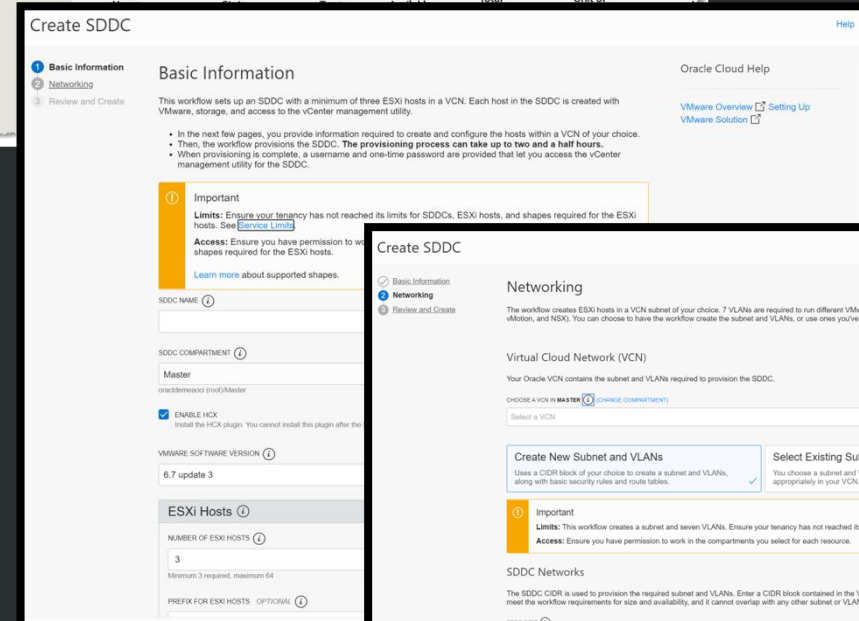 Create SDDC
Help
1 Basic Information
2 Networking
3 Review and Create
Basic Information
This workflow sets up an SDDC with a minimum of three ESXi hosts in a VCN. Each host in the SDDC is created with
VMware, storage, and access to the vCenter management utility.
• In the next few pages, you provide information required to create and configure the hosts within a VCN of your choice.
• Then, the workflow provisions the SDDC. The provisioning process can take up to two and a half hours.
• When provisioning is complete, a username and one-time password are provided that let you access the vCenter
management utility for the SDDC.
Oracle Cloud Help
VMware Overview Setting Up
VMware Solution
Important
Limits: Ensure your tenancy has not reached its limits for SDDCs, ESXi hosts, and shapes required for the ESXi
hosts. See Service Limits.
Access: Ensure you have permission to
shapes required for the ESXi hosts.
Learn more about supported shapes.
SDDC NAME
SDDC COMPARTMENT
Master
(root)/Master
ENABLE HCX
Install the HCX plugin. You cannot install this plugin after the
VMWARE SOFTWARE VERSION
6.7 update 3
ESXi Hosts
NUMBER OF ESXI HOSTS
3
Minimum 3 required, maximum 64
PREFIX FOR ESXI HOSTS OPTIONAL
Create SDDC
Basic Information
2 Networking
3 Review and Create
Networking
The workflow creates ESXi hosts in a VCN subnet of your choice. 7 VLANs are required to run different
vMotion, and NSX). You can choose to have the workflow create the subnet and VLANs, or use ones you've
Virtual Cloud Network (VCN)
Your Oracle VCN contains the subnet and VLANs required to provision the SDDC.
CHOOSE A VCN IN MASTER (CHANGE COMPARTMENT)
Select a VCN
Create New Subnet and VLANs
Uses a CIDR block of your choice to create a subnet and VLANs,
along with basic security rules and route tables.
Select Existing
You choose a subnet and
appropriately in your VCN.
Important
Limits: This workflow creates a subnet and seven VLANs. Ensure your tenancy has not reached its
Access: Ensure you have permission to work in the compartments you select for each resource.
SDDC Networks
The SDDC CIDR is used to provision the required subnet and VLANs. Enter a CIDR block contained in the
meet the workflow requirements for size and availability, and it cannot overlap with any other subnet or